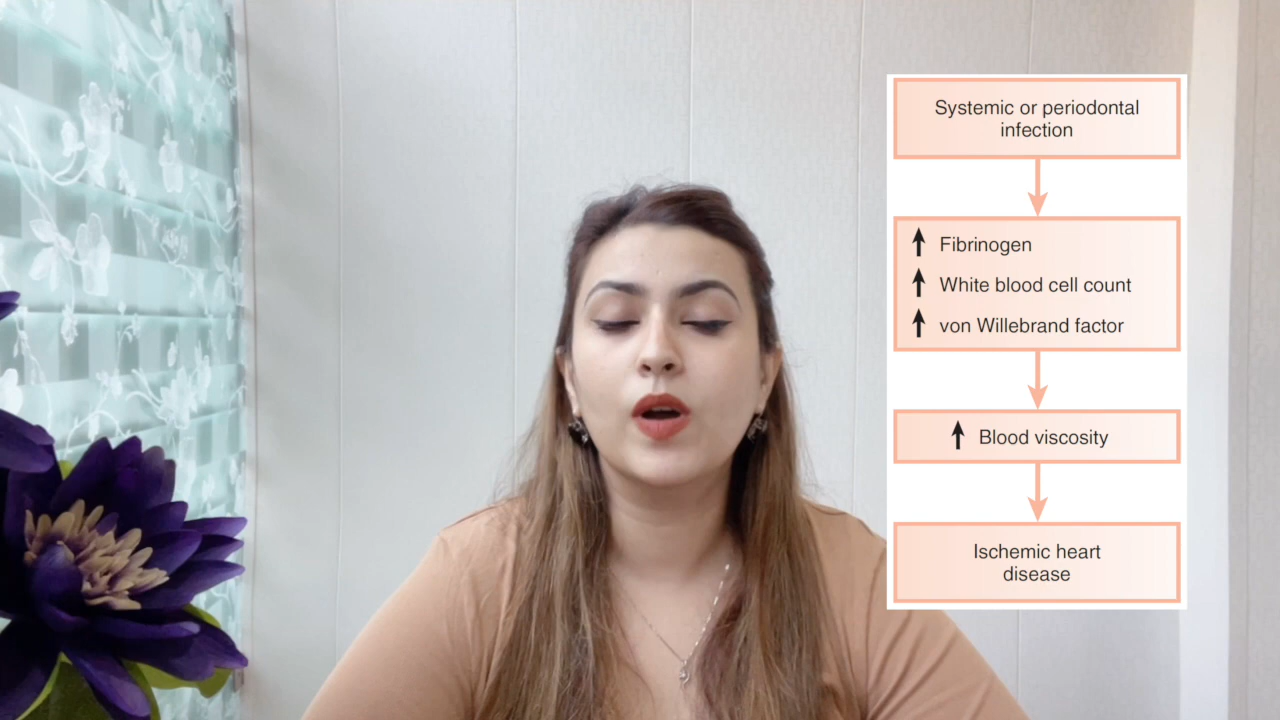 Systemic or periodontal
infection
Fibrinogen
White blood cell count
von Willebrand factor
Blood viscosity
Ischemic heart
disease